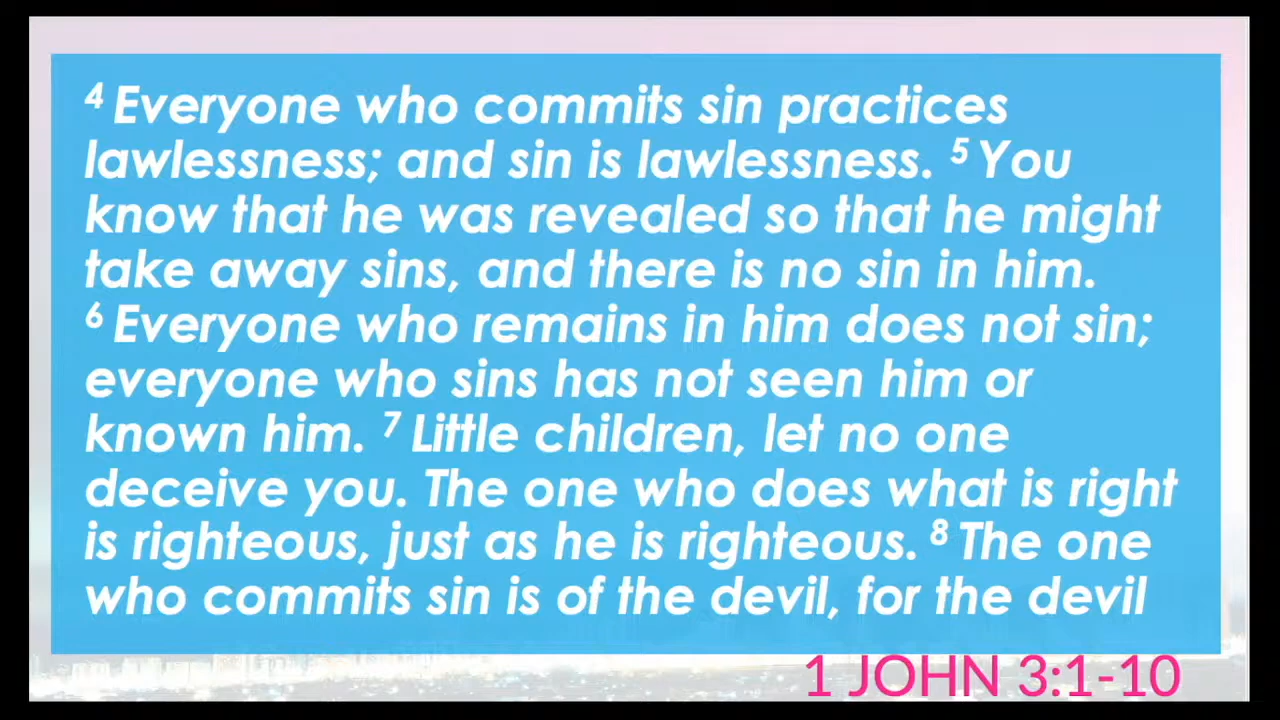 ⁴ Everyone who commits sin practices
lawlessness; and sin is lawlessness. ⁵ You
know that he was revealed so that he might
take away sins, and there is no sin in him.
⁶ Everyone who remains in him does not sin;
everyone who sins has not seen him or
known him. ⁷ Little children, let no one
deceive you. The one who does what is right
is righteous, just as he is righteous. ⁸ The one
who commits sin is of the devil, for the devil
1 JOHN 3:1-10